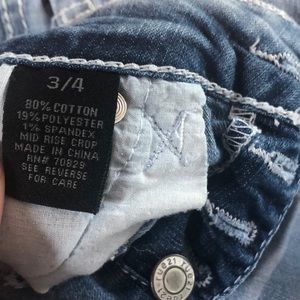 3/4
80% COTTON
19% POLYESTER
1% SPANDEX
MID RISE CROP
MADE IN CHINA
RN# 70829
SEE REVERSE
FOR CARE
Rue21